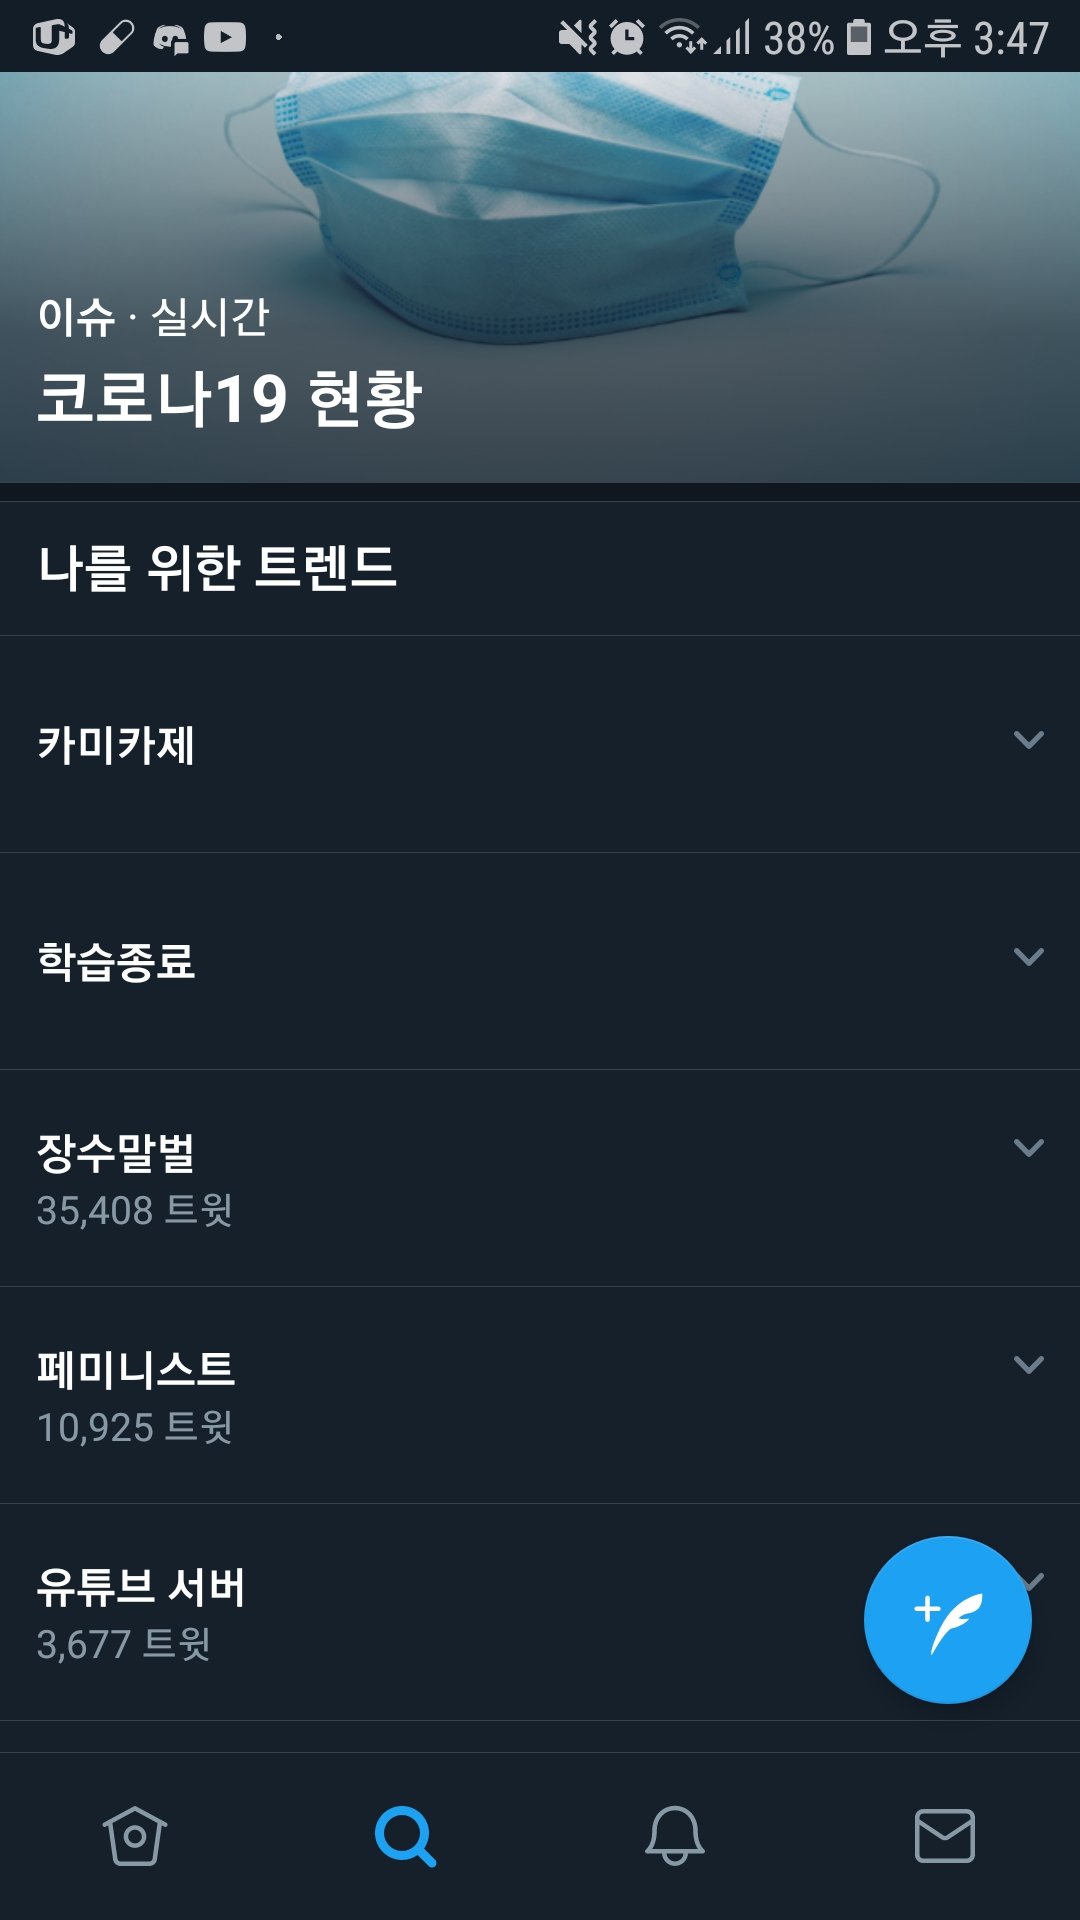 38% 오후 3:47
이슈 · 실시간
코로나19 현황
나를 위한 트렌드
카미카제
학습종료
장수말벌
35,408 트윗
페미니스트
10,925 트윗
유튜브 서버
3,677 트윗